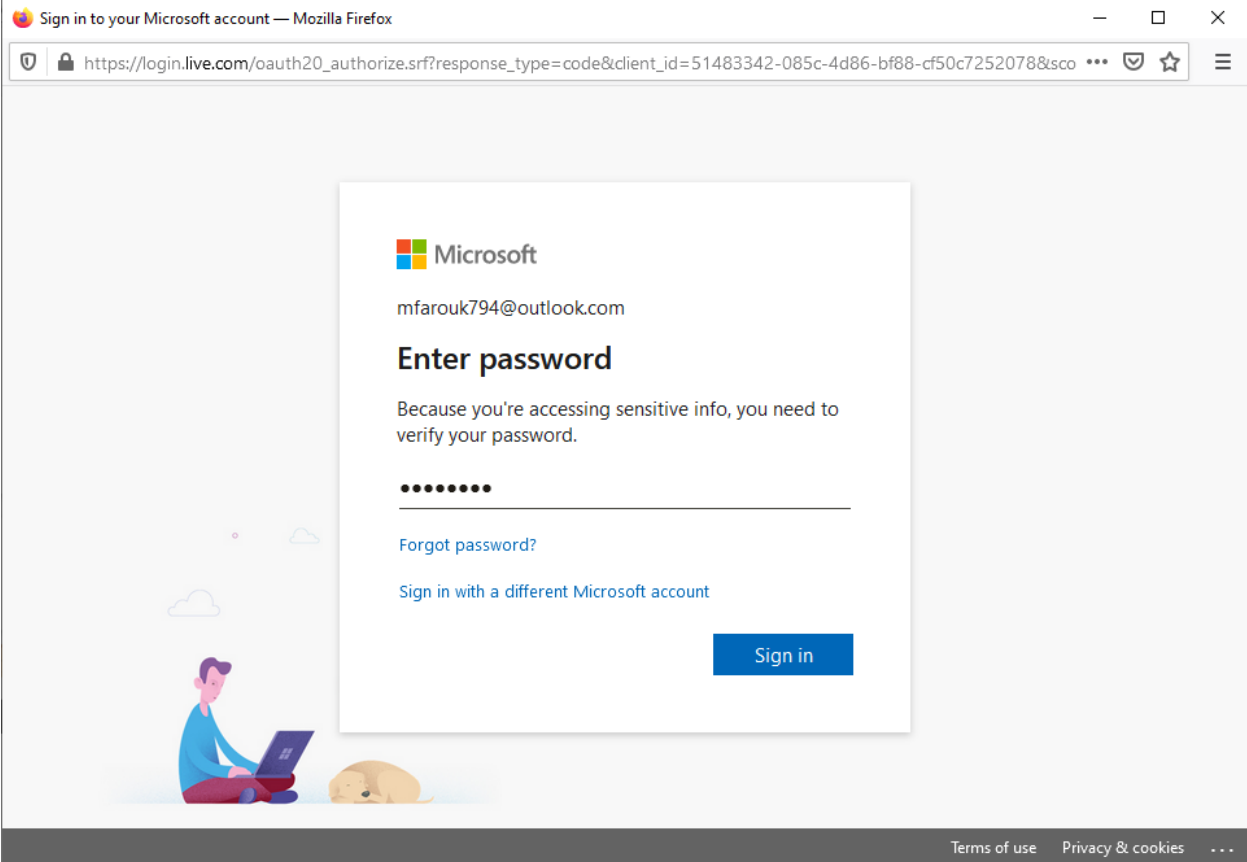 Sign in to your Microsoft account — Mozilla Firefox
https://login.live.com/oauth20_authorize.srf?response_type=code&client_id=51483342-085c-4d86-bf88-cf50c7252078&sco
Microsoft
mfarouk794@outlook.com
Enter password
Because you're accessing sensitive info, you need to
verify your password.
••••••••
Forgot password?
Sign in with a different Microsoft account
Sign in
Terms of use Privacy & cookies ...